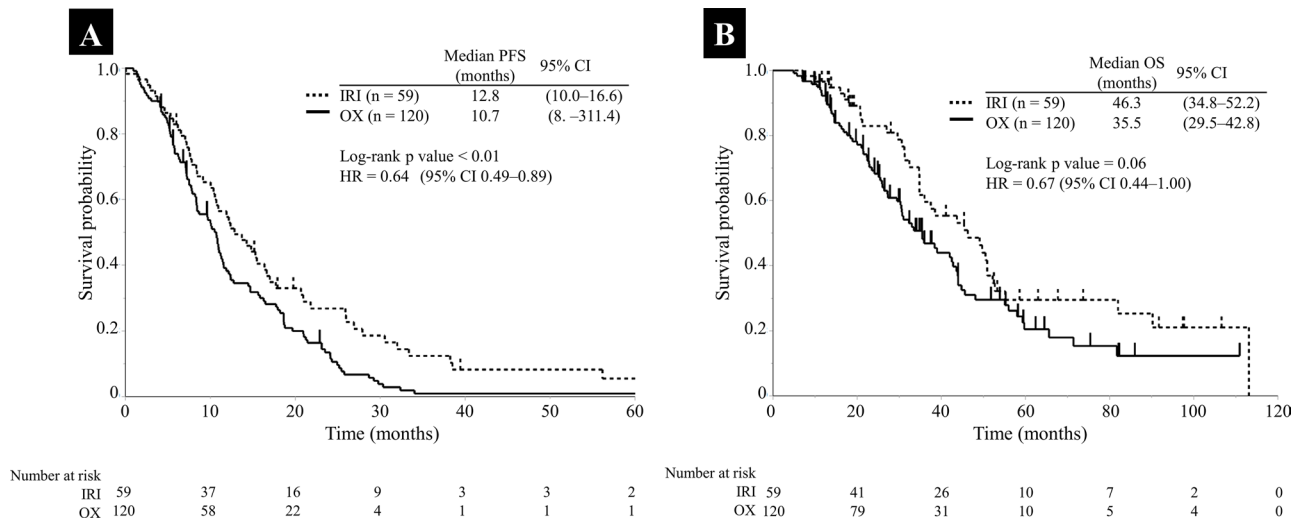 A
Median PFS
(months) 95% CI
IRI (n = 59) 12.8 (10.0–16.6)
OX (n = 120) 10.7 (8. –311.4)
Log-rank p value < 0.01
HR = 0.64 (95% CI 0.49–0.89)
Survival probability
1.0
0.8
0.6
0.4
0.2
0
0 10 20 30 40 50 60
Time (months)
Number at risk
IRI 59 37 16 9 3 3 2
OX 120 58 22 4 1 1 1
B
Median OS
(months) 95% CI
IRI (n = 59) 46.3 (34.8–52.2)
OX (n = 120) 35.5 (29.5–42.8)
Log-rank p value = 0.06
HR = 0.67 (95% CI 0.44–1.00)
Survival probability
1.0
0.8
0.6
0.4
0.2
0
0 20 40 60 80 100 120
Time (months)
Number at risk
IRI 59 41 26 10 7 2 0
OX 120 79 31 10 5 4 0